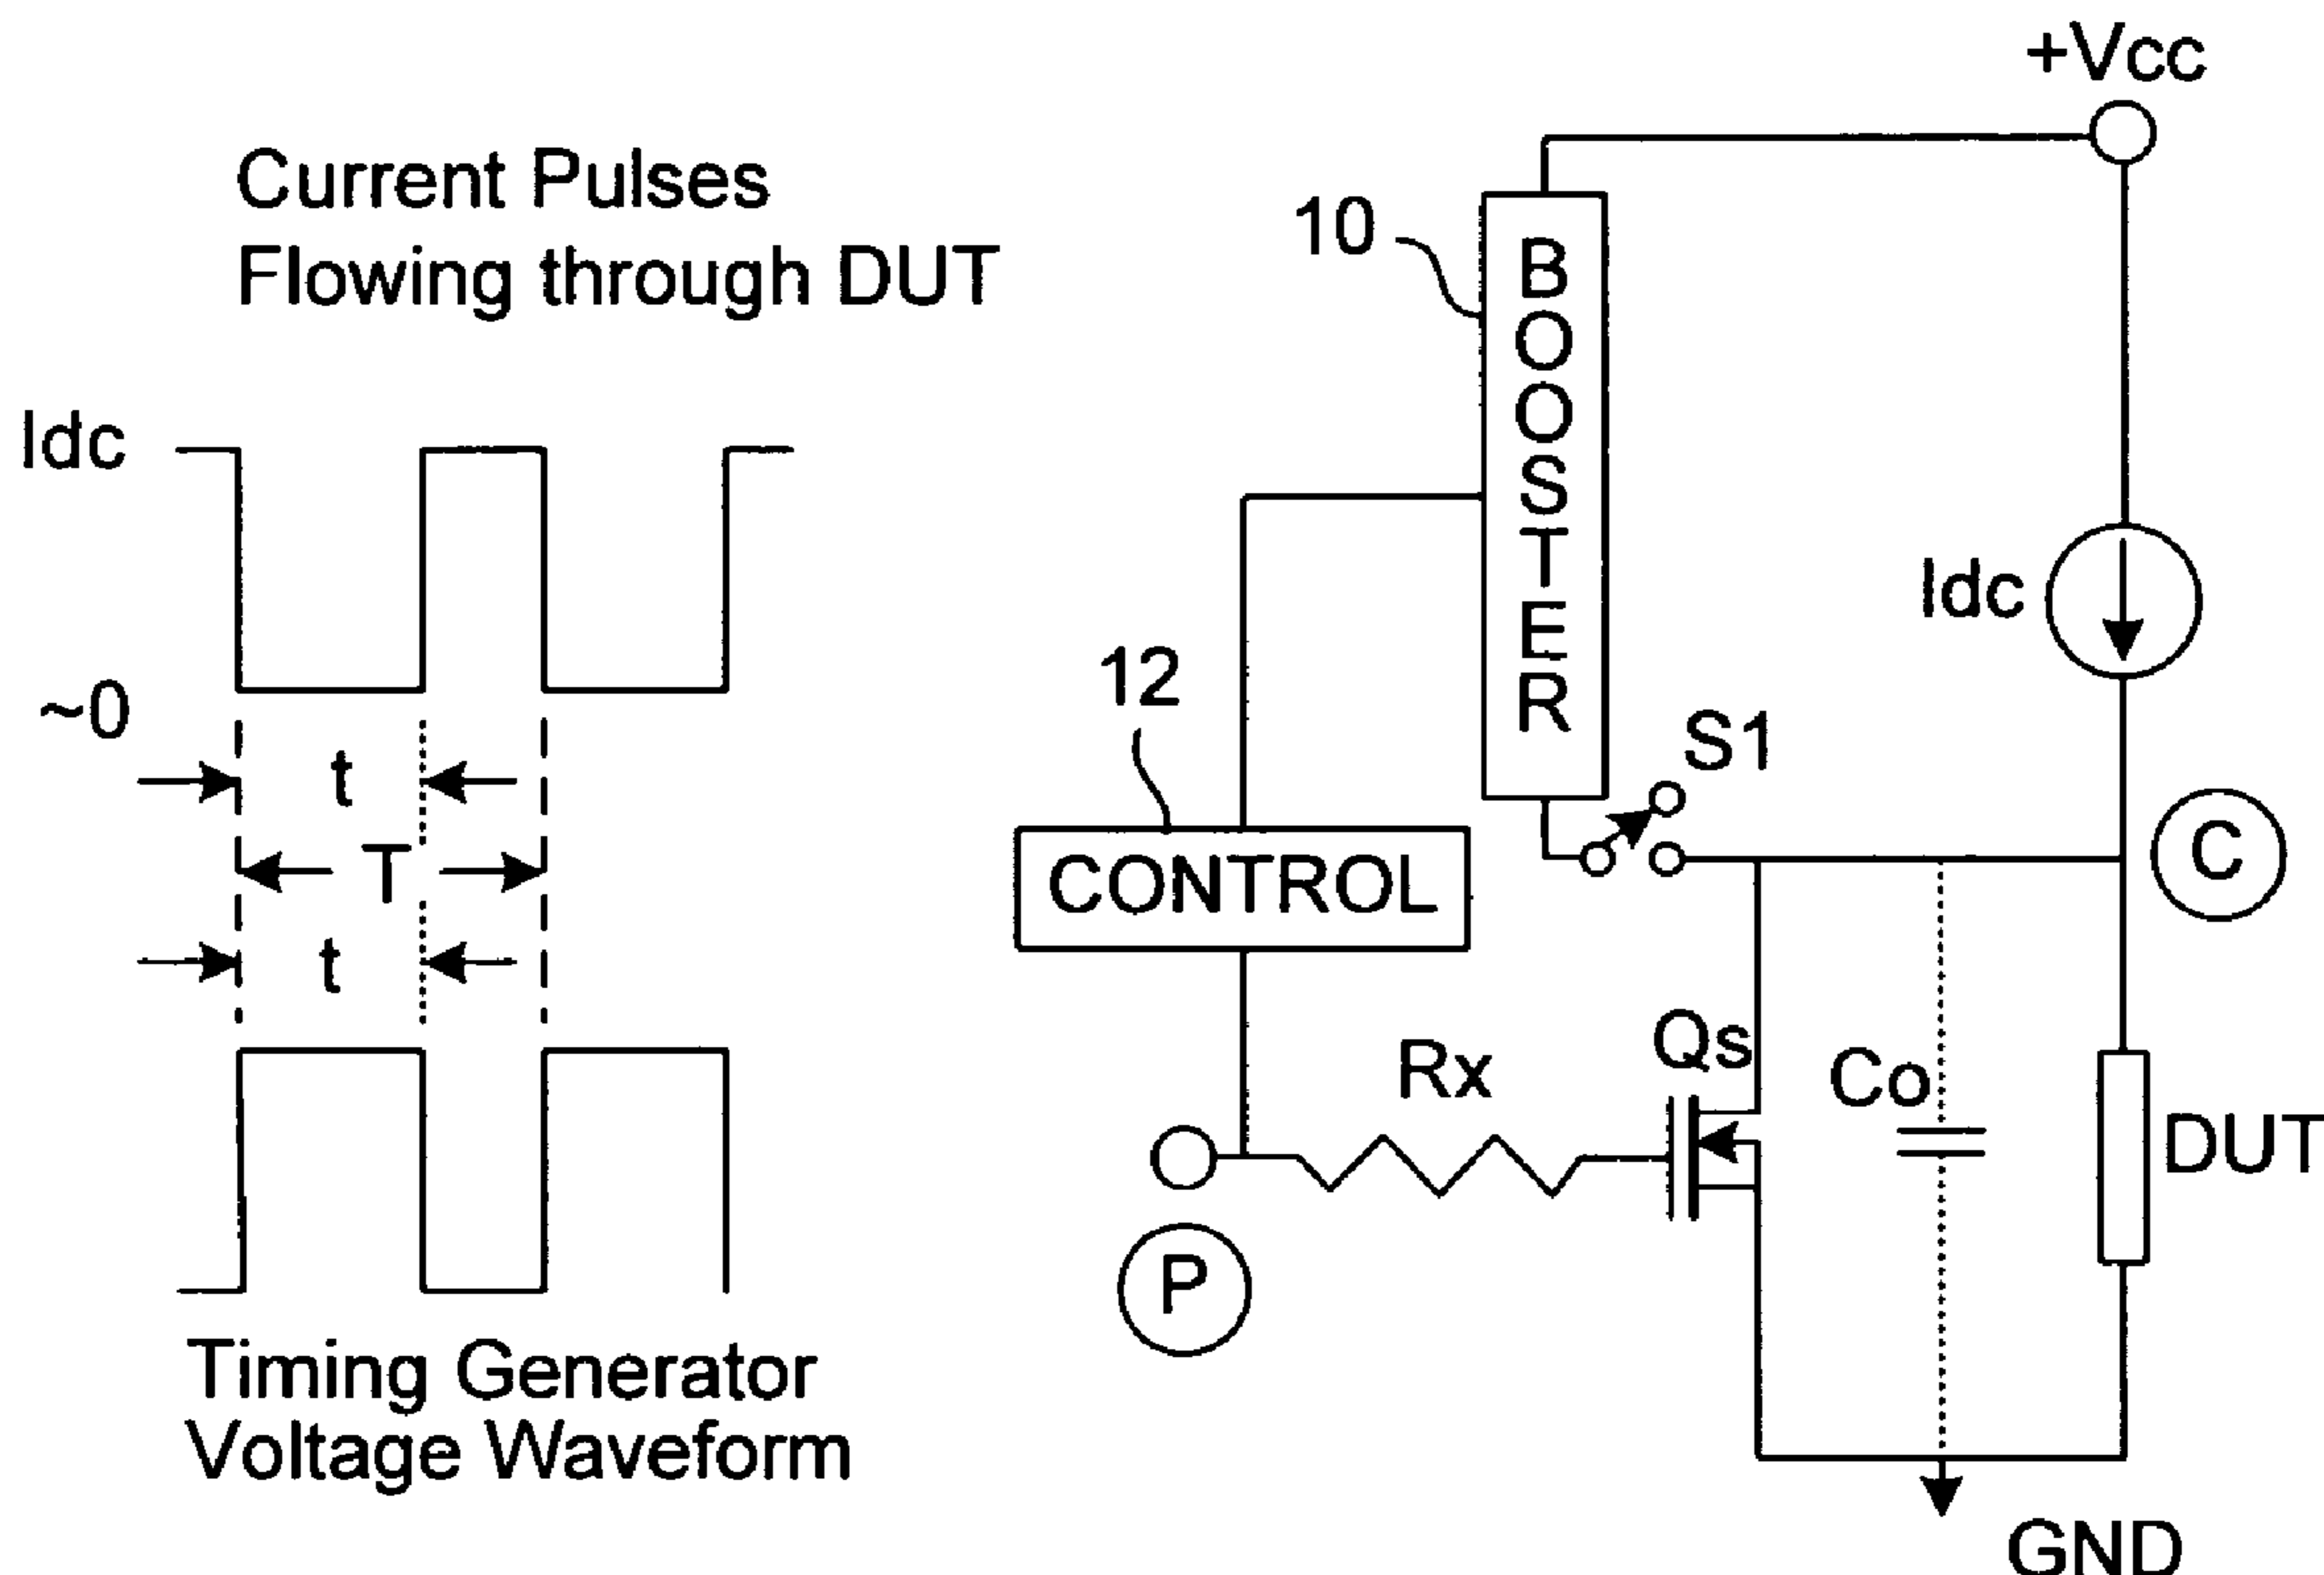 Current Pulses
Flowing through DUT
Idc
~0
t
T
t
Timing Generator
Voltage Waveform
+Vcc
10
BOOSTER
Idc
12
S1
CONTROL
C
Rx
Qs
Co
DUT
P
GND